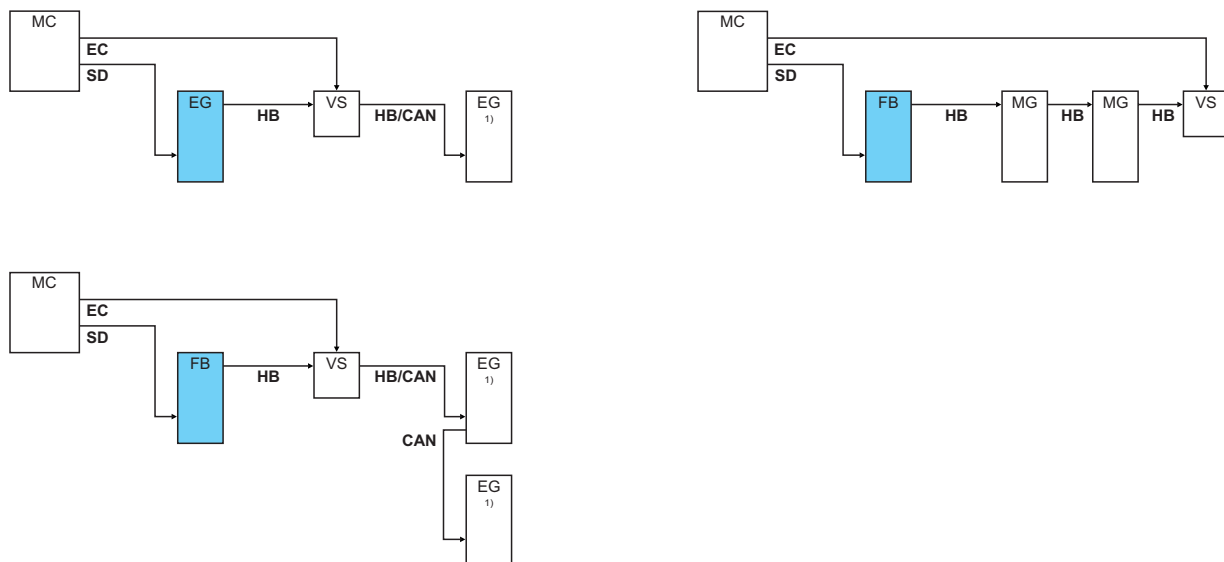 MC
EC
SD
EG
HB
VS
HB/CAN
EG
1)
MC
EC
SD
FB
HB
MG
HB
MG
HB
VS
MC
EC
SD
FB
HB
VS
HB/CAN
EG
1)
CAN
EG
1)